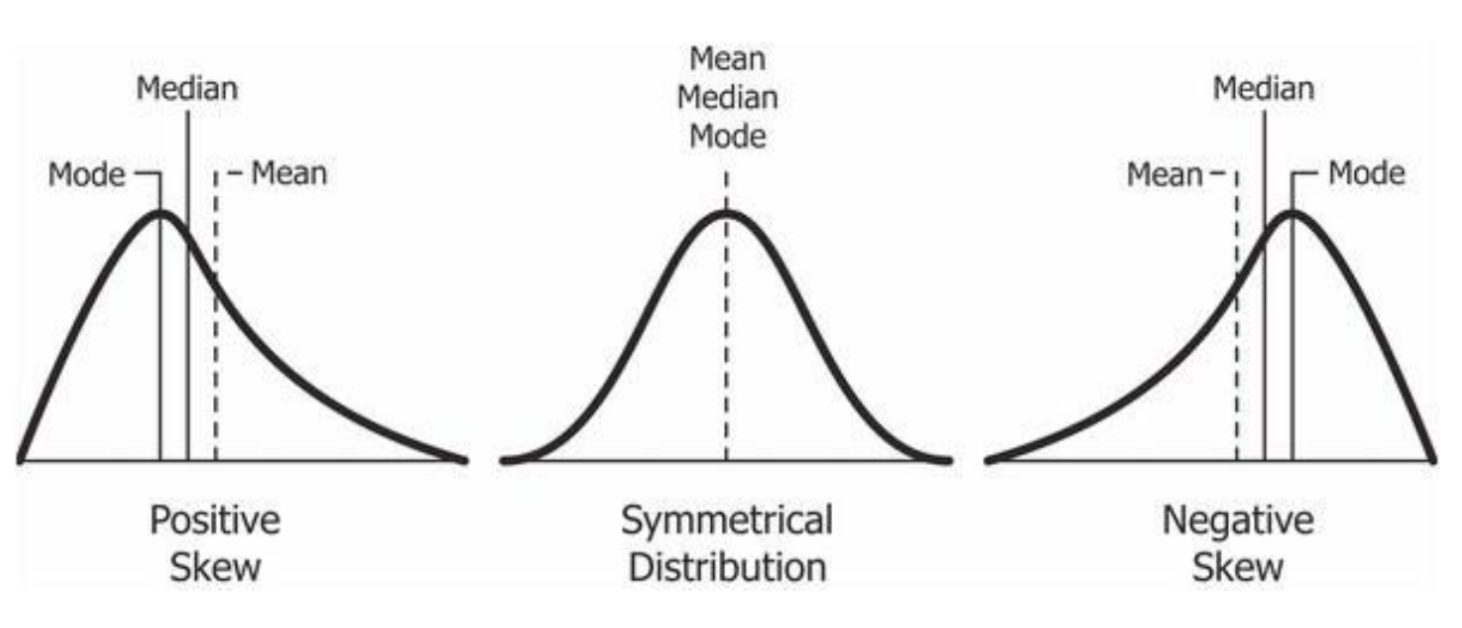 Median
Mode
Mean
Positive
Skew
Mean
Median
Mode
Symmetrical
Distribution
Median
Mean
Mode
Negative
Skew